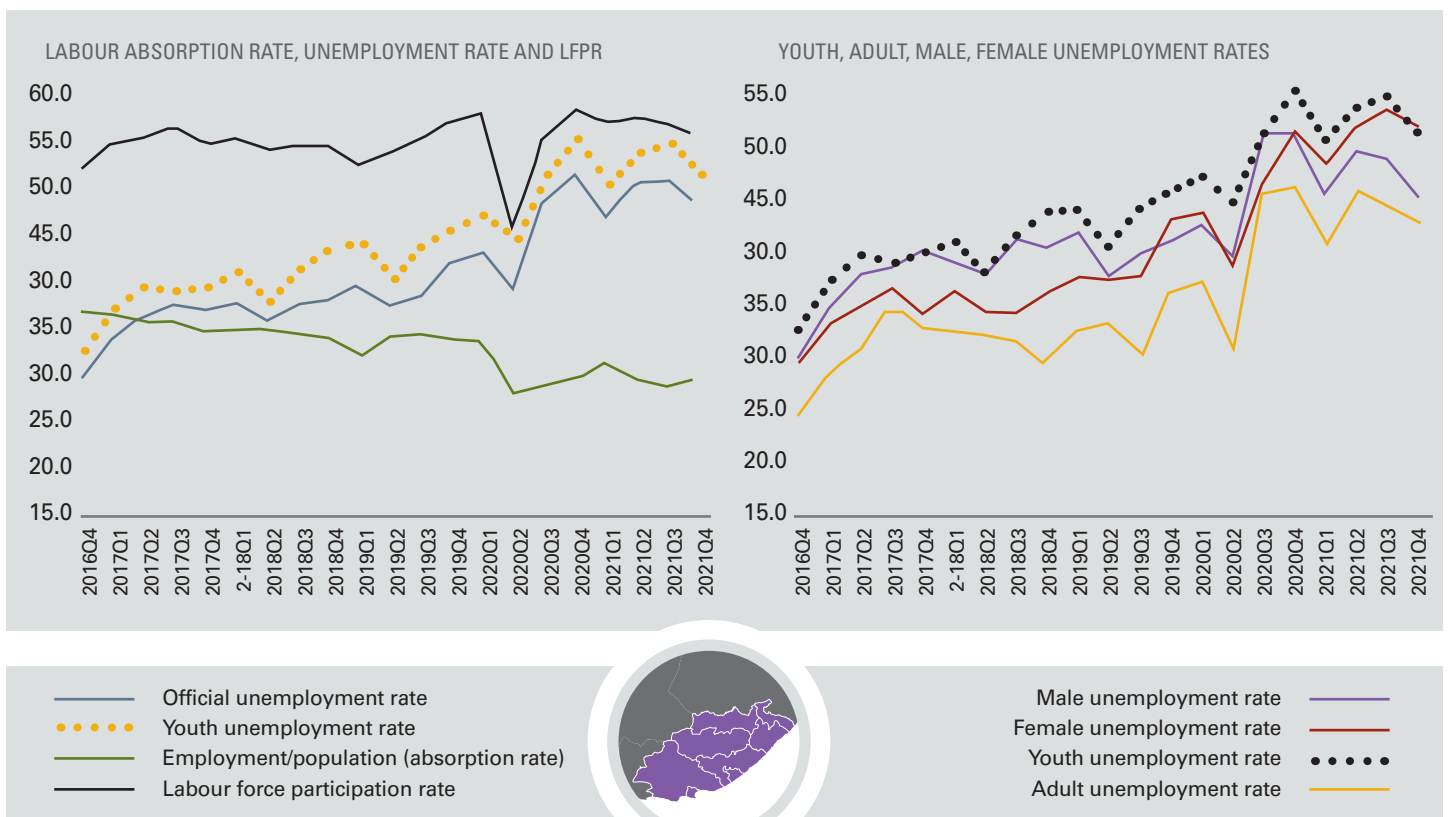 LABOUR ABSORPTION RATE, UNEMPLOYMENT RATE AND LFPR
60.0
55.0
50.0
45.0
30.0
35.0
30.0
25.0
20.0
15.0
2016Q4
2017Q1
2017Q2
2017Q3
2017Q4
2-18Q1
2018Q2
2018Q3
2018Q4
2019Q1
2019Q2
2019Q3
2019Q4
2020Q1
2020Q2
2020Q3
2020Q4
2021Q1
2021Q2
2021Q3
2021Q4
YOUTH, ADULT, MALE, FEMALE UNEMPLOYMENT RATES
55.0
50.0
45.0
30.0
35.0
30.0
25.0
20.0
15.0
2016Q4
2017Q1
2017Q2
2017Q3
2017Q4
2-18Q1
2018Q2
2018Q3
2018Q4
2019Q1
2019Q2
2019Q3
2019Q4
2020Q1
2020Q2
2020Q3
2020Q4
2021Q1
2021Q2
2021Q3
2021Q4
Official unemployment rate
Youth unemployment rate
Employment/population (absorption rate)
Labour force participation rate
Male unemployment rate
Female unemployment rate
Youth unemployment rate
Adult unemployment rate